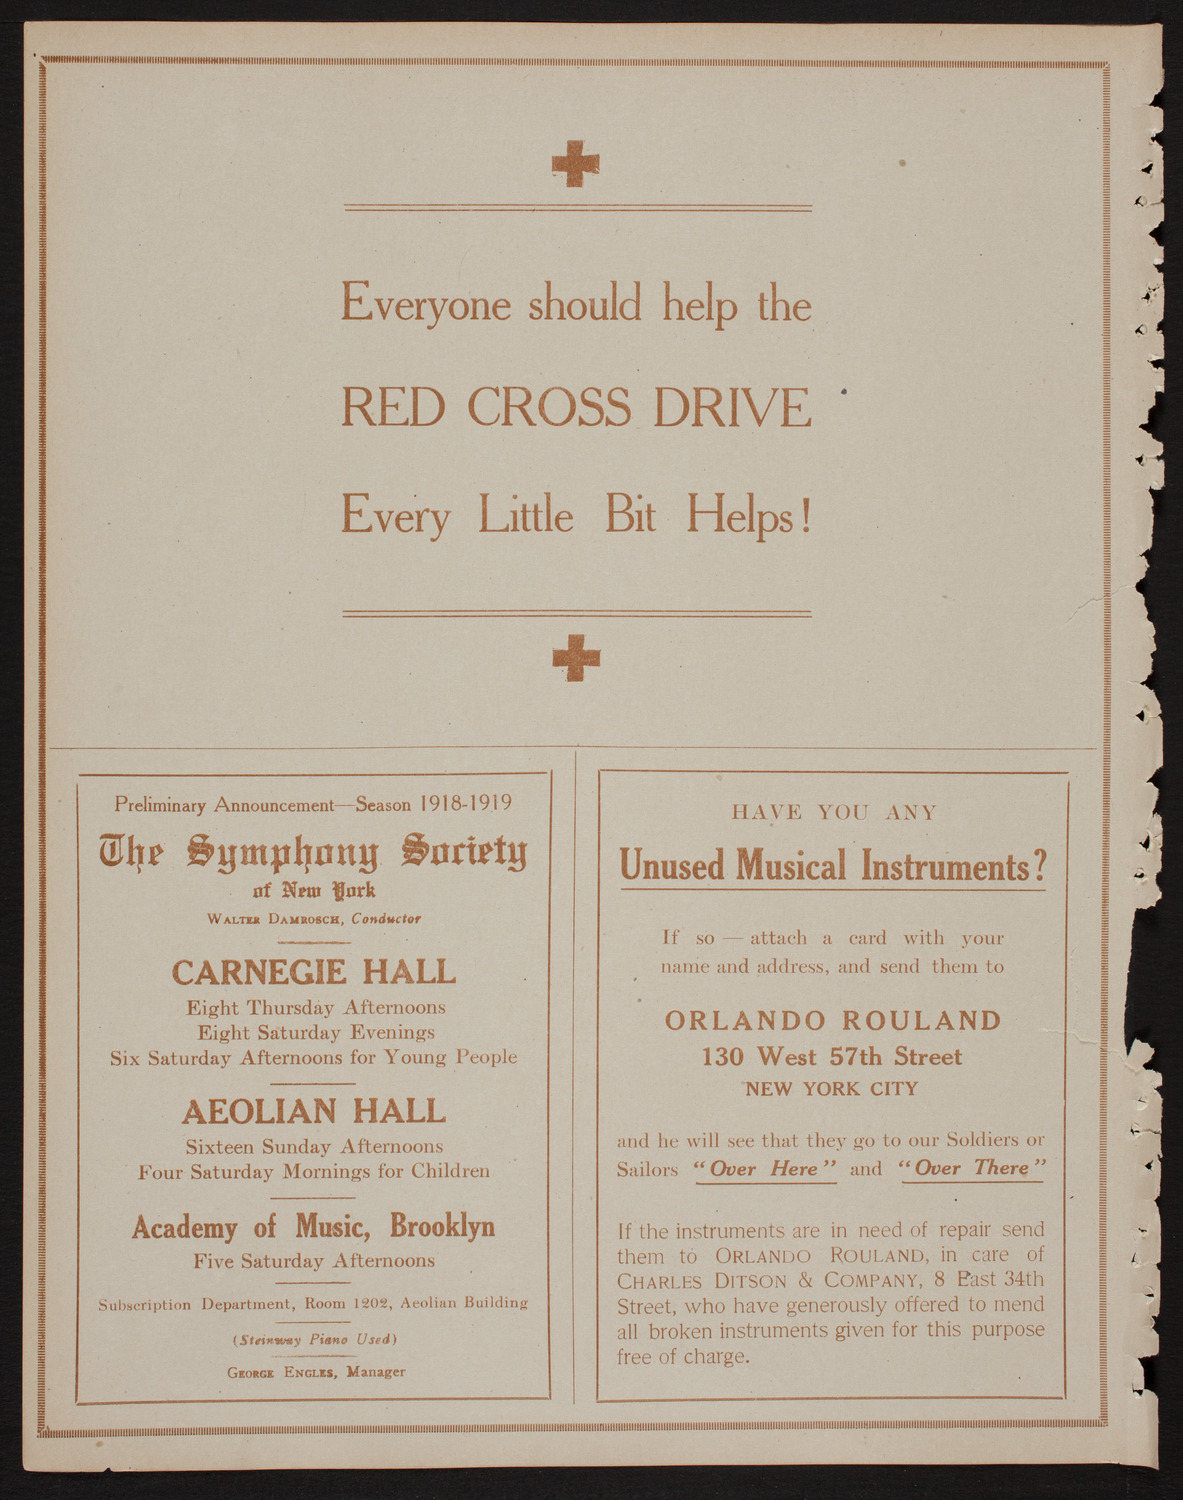 Everyone should help the
RED CROSS DRIVE
Every Little Bit Helps!
Preliminary Announcement—Season 1918-1919
The Symphony Society
of New York
WALTER DAMROSCH, Conductor
CARNEGIE HALL
Eight Thursday Afternoons
Eight Saturday Evenings
Six Saturday Afternoons for Young People
AEOLIAN HALL
Sixteen Sunday Afternoons
Four Saturday Mornings for Children
Academy of Music, Brooklyn
Five Saturday Afternoons
Subscription Department, Room 1202, Aeolian Building
(Steinway Piano Used)
GEORGE ENGLES, Manager
HAVE YOU ANY
Unused Musical Instruments?
If so — attach a card with your
name and address, and send them to
ORLANDO ROULAND
130 West 57th Street
NEW YORK CITY
and he will see that they go to our Soldiers or
Sailors "Over Here" and "Over There"
If the instruments are in need of repair send
them to ORLANDO ROULAND, in care of
CHARLES DITSON & COMPANY, 8 East 34th
Street, who have generously offered to mend
all broken instruments given for this purpose
free of charge.